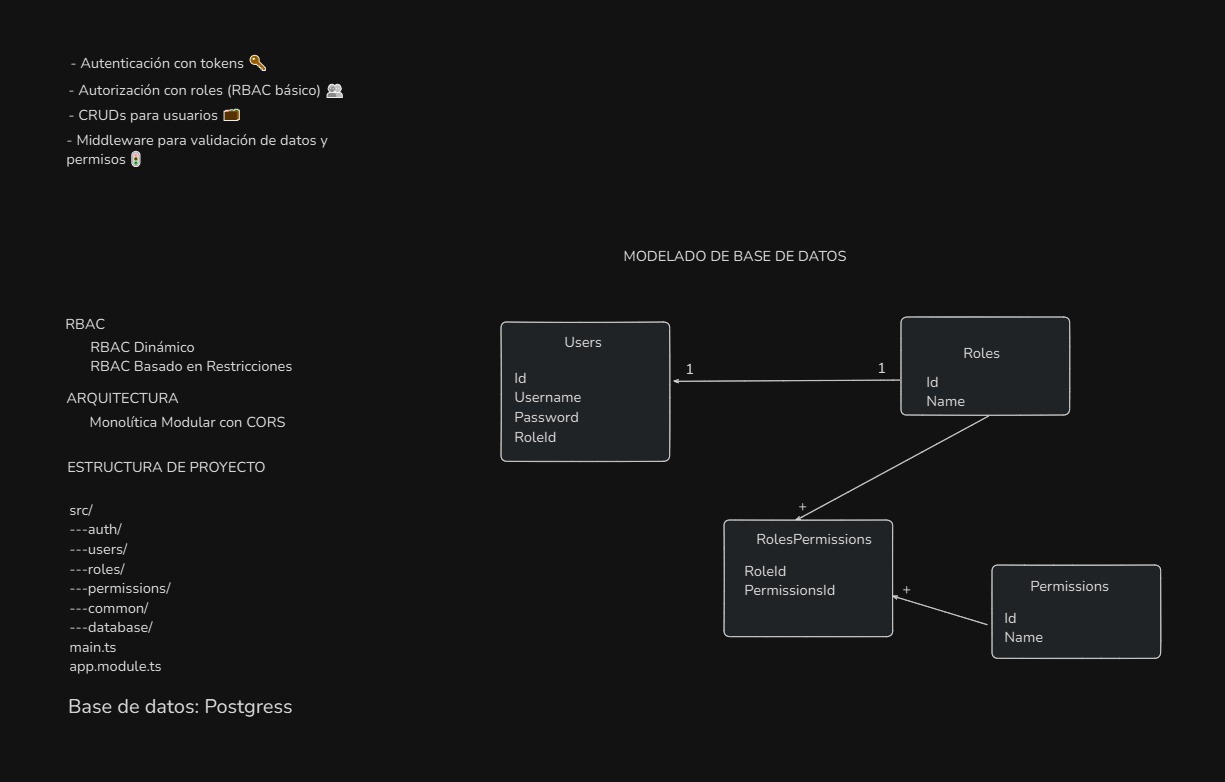 - Autenticación con tokens 🔑
- Autorización con roles (RBAC básico) 👥
- CRUDs para usuarios 🗂️
- Middleware para validación de datos y
permisos 🚦
MODELADO DE BASE DE DATOS
RBAC
RBAC Dinámico
RBAC Basado en Restricciones
ARQUITECTURA
Monolítica Modular con CORS
ESTRUCTURA DE PROYECTO
src/
---auth/
---users/
---roles/
---permissions/
---common/
---database/
main.ts
app.module.ts
Base de datos: Postgress
Users
Id
Username
Password
RoleId
1
1
Roles
Id
Name
+
RolesPermissions
RoleId
PermissionsId
+
Permissions
Id
Name